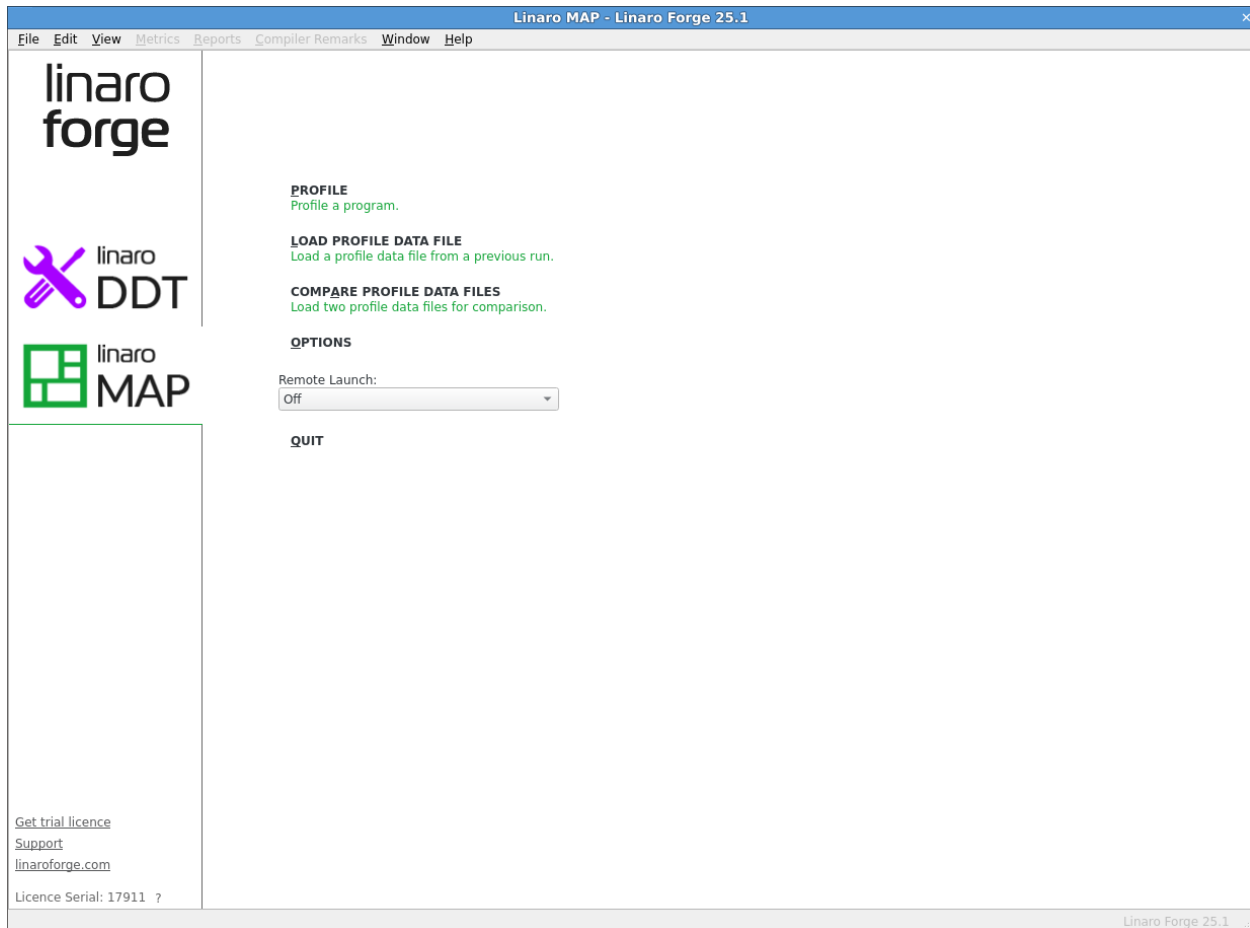 Linaro MAP - Linaro Forge 25.1
File Edit View Metrics Reports Compiler Remarks Window Help
linaro
forge
PROFILE
Profile a program.
LOAD PROFILE DATA FILE
Load a profile data file from a previous run.
COMPARE PROFILE DATA FILES
Load two profile data files for comparison.
OPTIONS
Remote Launch:
Off
QUIT
linaro
DDT
linaro
MAP
Get trial licence
Support
linaroforge.com
Licence Serial: 17911 ?
Linaro Forge 25.1